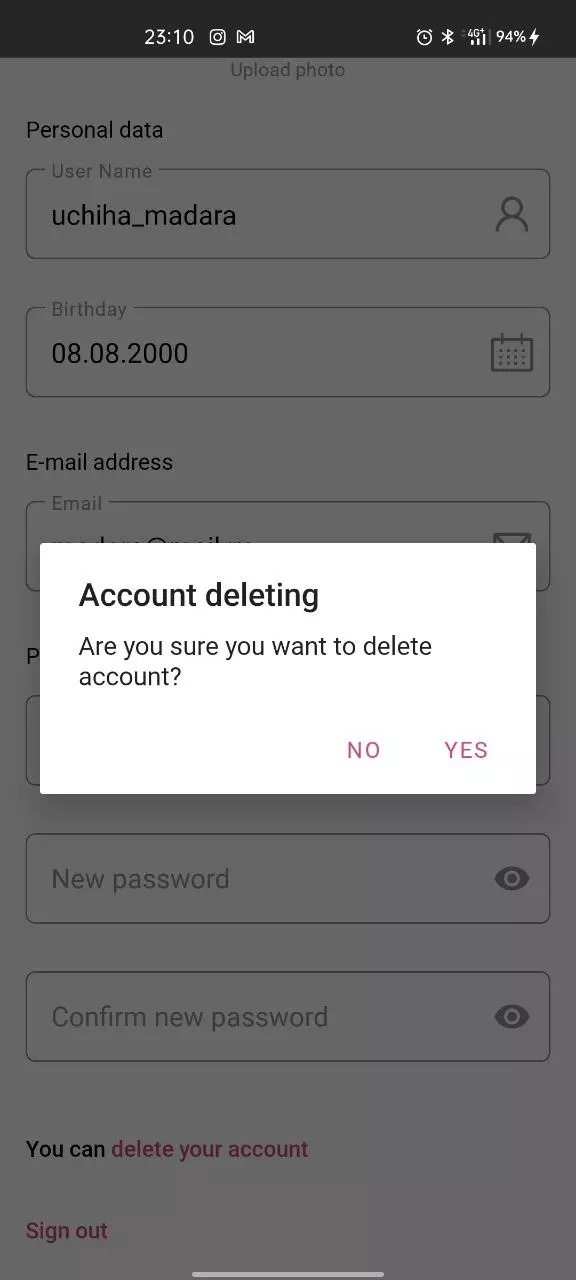 23:10 4G+ 94%
Upload photo
Personal data
User Name
uchiha_madara
Birthday
08.08.2000
E-mail address
Email
Account deleting
Are you sure you want to delete
account?
NO YES
New password
Confirm new password
You can delete your account
Sign out